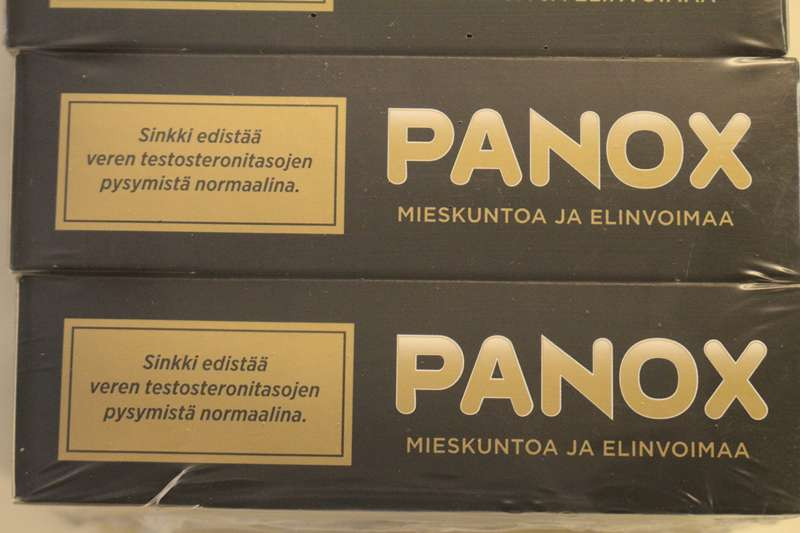 Sinkki edistää
veren testosteronitasojen
pysymistä normaalina.
PANOX
MIESKUNTOA JA ELINVOIMAA
Sinkki edistää
veren testosteronitasojen
pysymistä normaalina.
PANOX
MIESKUNTOA JA ELINVOIMAA